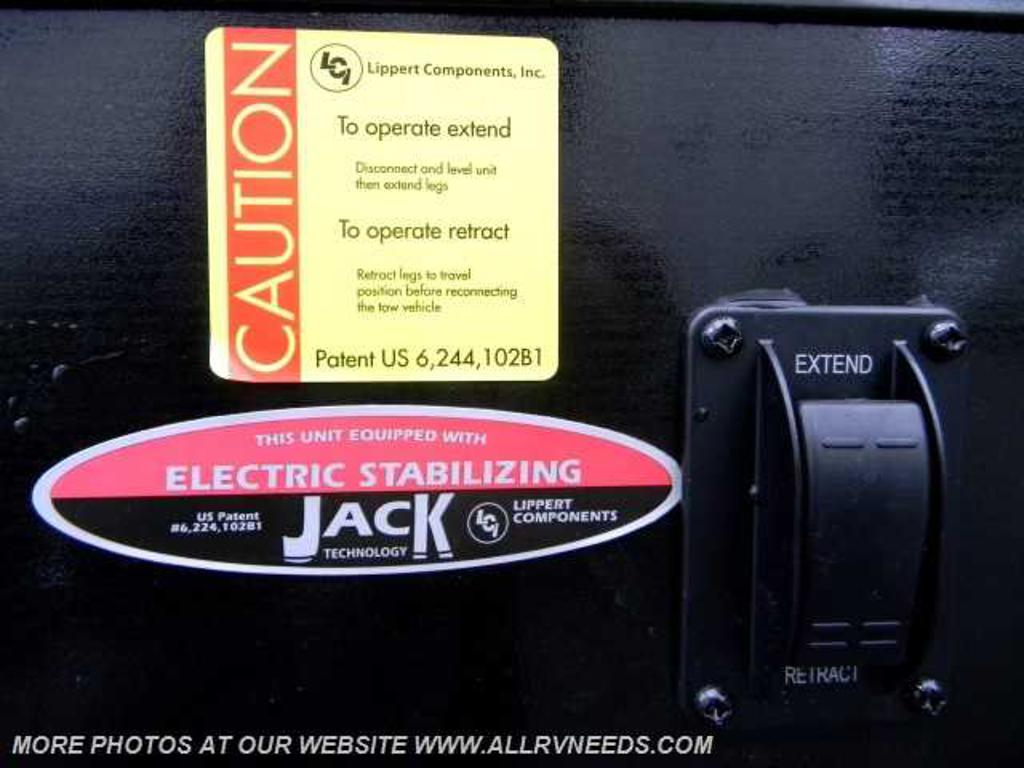 CAUTION
LCI Lippert Components, Inc.
To operate extend
Disconnect and level unit
then extend legs
To operate retract
Retract legs to travel
position before reconnecting
the tow vehicle
Patent US 6,244,102B1
THIS UNIT EQUIPPED WITH
ELECTRIC STABILIZING
US Patent
#6,224,102B1
JACK
TECHNOLOGY
LCI
LIPPERT
COMPONENTS
EXTEND
RETRACT
MORE PHOTOS AT OUR WEBSITE WWW.ALLRVNEEDS.COM